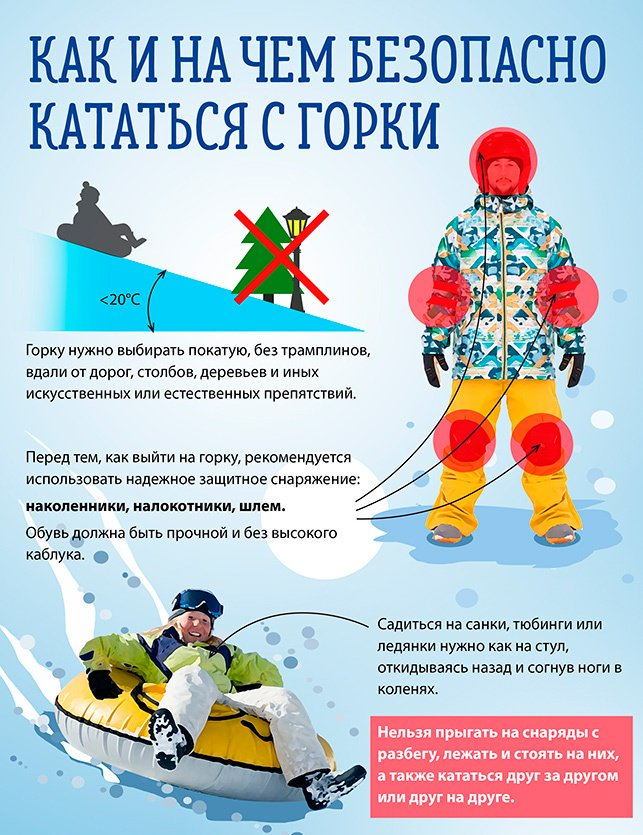 КАК И НА ЧЕМ БЕЗОПАСНО
КАТАТЬСЯ С ГОРКИ
<20°С
Горку нужно выбирать покатую, без трамплинов,
вдали от дорог, столбов, деревьев и иных
искусственных или естественных препятствий.
Перед тем, как выйти на горку, рекомендуется
использовать надежное защитное снаряжение:
наколенники, налокотники, шлем.
Обувь должна быть прочной и без высокого
каблука.
Садиться на санки, тюбинги или
ледянки нужно как на стул,
откидываясь назад и согнув ноги в
коленях.
Нельзя прыгать на снаряды с
разбегу, лежать и стоять на них,
а также кататься друг за другом
или друг на друге.